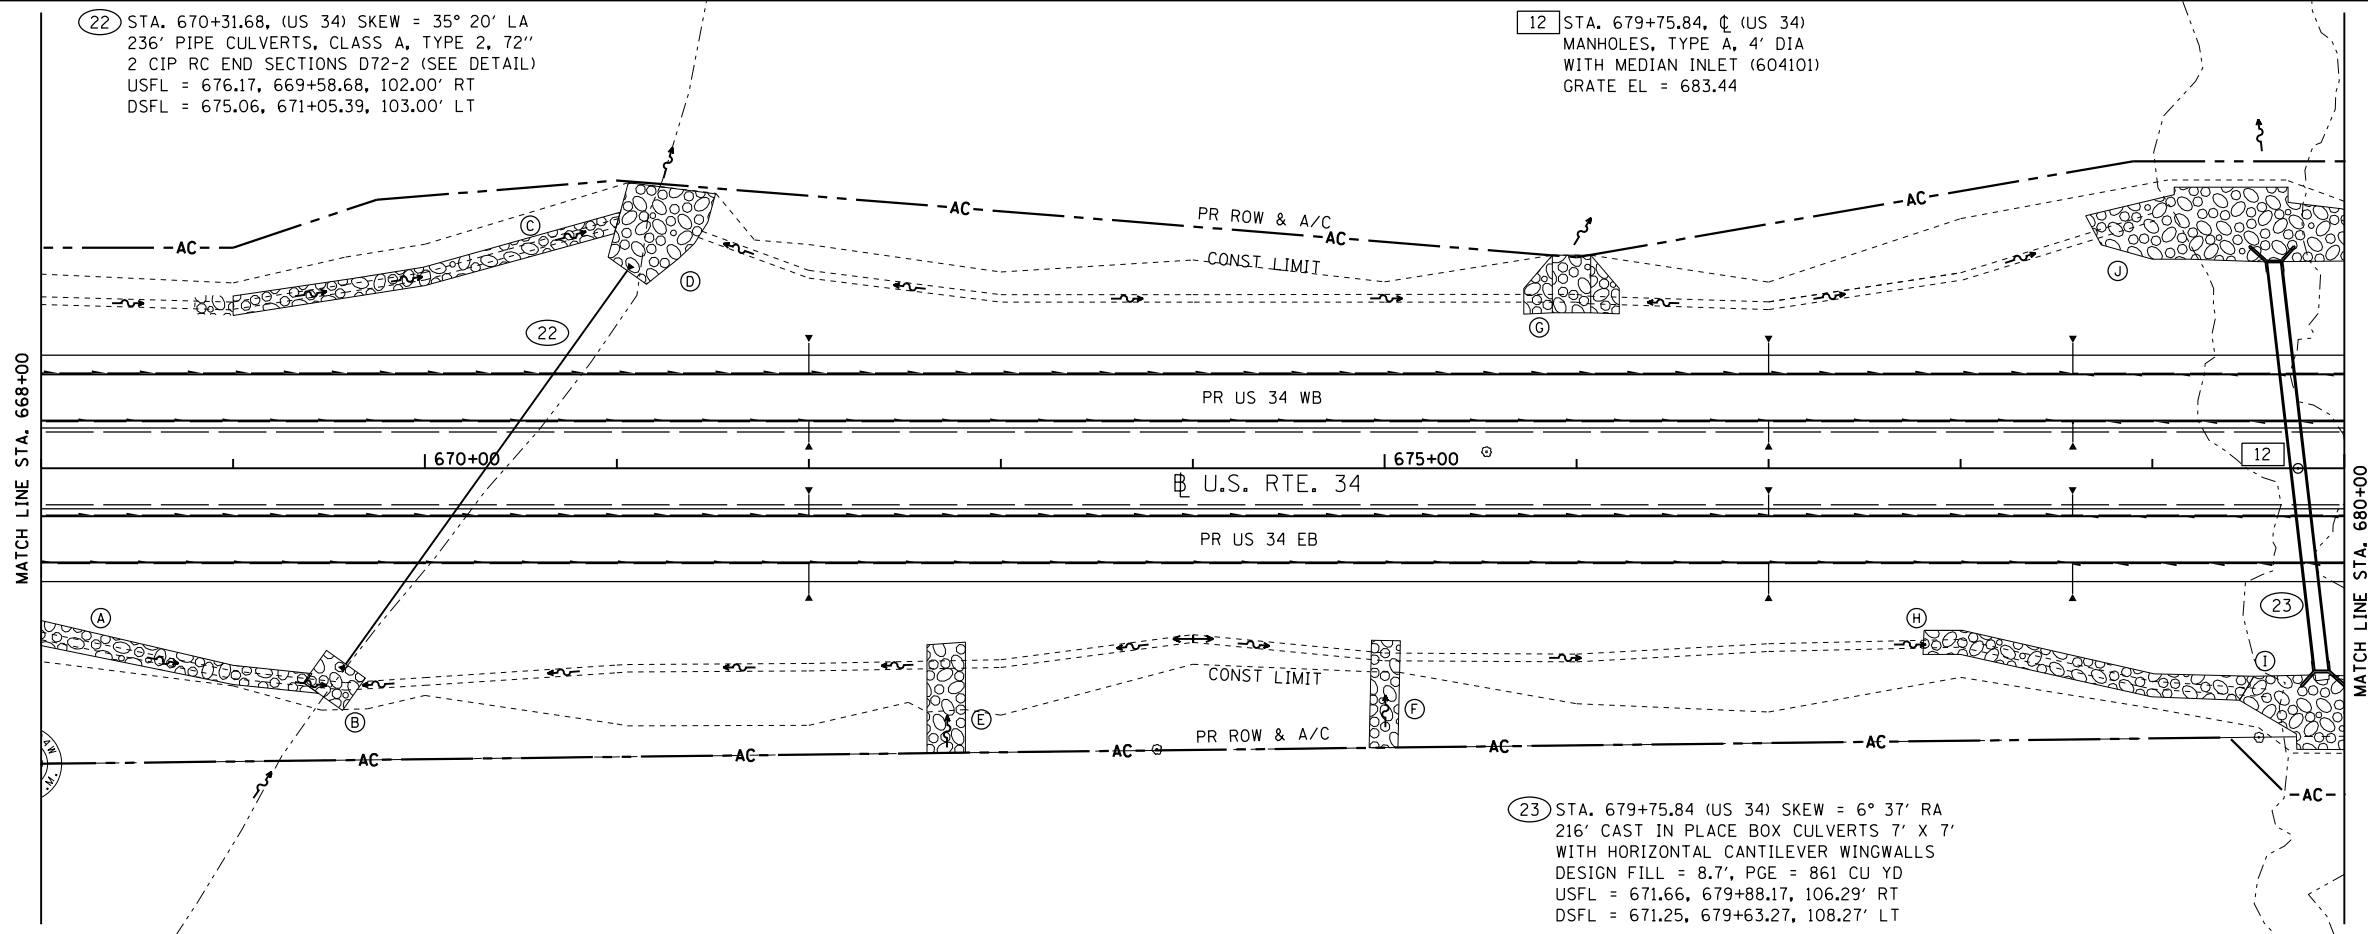 22 STA. 670+31.68, (US 34) SKEW = 35° 20' LA
236' PIPE CULVERTS, CLASS A, TYPE 2, 72''
2 CIP RC END SECTIONS D72-2 (SEE DETAIL)
USFL = 676.17, 669+58.68, 102.00' RT
DSFL = 675.06, 671+05.39, 103.00' LT
12 STA. 679+75.84, ℄ (US 34)
MANHOLES, TYPE A, 4' DIA
WITH MEDIAN INLET (604101)
GRATE EL = 683.44
AC
C
D
22
AC
PR ROW & A/C
AC
CONST LIMIT
G
AC
J
MATCH LINE STA. 668+00
PR US 34 WB
670+00
675+00
12
BL U.S. RTE. 34
PR US 34 EB
MATCH LINE STA. 680+00
23
A
B
E
CONST LIMIT
F
H
I
AC
AC
AC
PR ROW & A/C
AC
AC
AC
AW
.M.
23 STA. 679+75.84 (US 34) SKEW = 6° 37' RA
216' CAST IN PLACE BOX CULVERTS 7' X 7'
WITH HORIZONTAL CANTILEVER WINGWALLS
DESIGN FILL = 8.7', PGE = 861 CU YD
USFL = 671.66, 679+88.17, 106.29' RT
DSFL = 671.25, 679+63.27, 108.27' LT